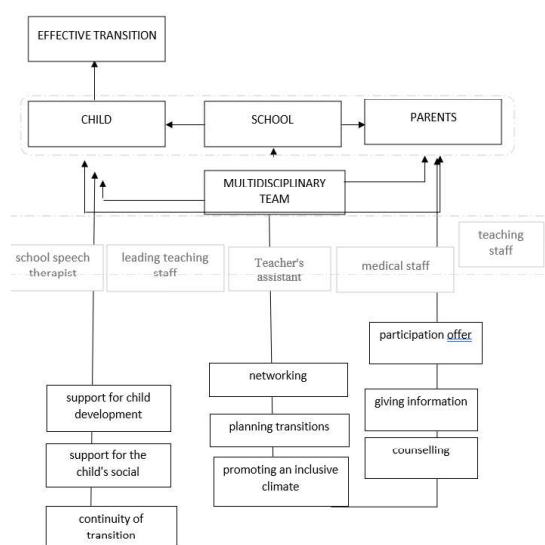 EFFECTIVE TRANSITION
CHILD
SCHOOL
PARENTS
MULTIDISCIPLINARY
TEAM
school speech
therapist
leading teaching
staff
Teacher's
assistant
medical staff
teaching
staff
participation offer
networking
giving information
support for child
development
planning transitions
counselling
support for the
child's social
promoting an inclusive
climate
continuity of
transition